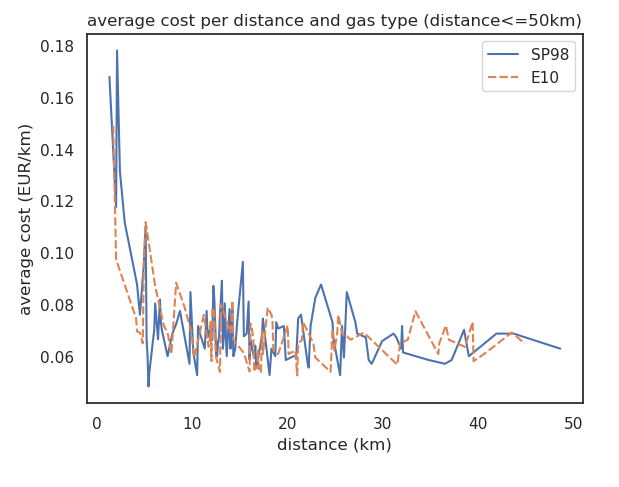 average cost per distance and gas type (distance<=50km)
SP98
E10
0.18
0.16
0.14
0.12
0.10
0.08
0.06
average cost (EUR/km)
0 10 20 30 40 50
distance (km)